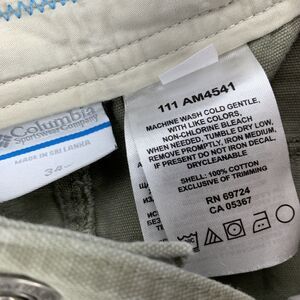 Columbia
Sportswear Company
MADE IN SRI LANKA
34
111 AM4541
MACHINE WASH COLD GENTLE,
WITH LIKE COLORS,
NON-CHLORINE BLEACH
WHEN NEEDED, TUMBLE DRY LOW,
REMOVE PROMPTLY, IRON MEDIUM,
IF PRESENT DO NOT IRON DECAL,
DRYCLEANABLE
SHELL: 100% COTTON
EXCLUSIVE OF TRIMMING
RN 69724
CA 05367